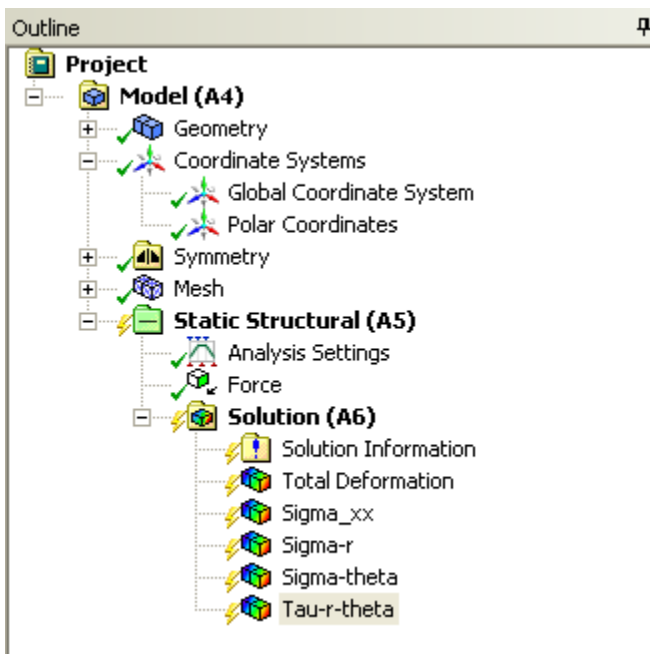 Outline
Project
Model (A4)
Geometry
Coordinate Systems
Global Coordinate System
Polar Coordinates
Symmetry
Mesh
Static Structural (A5)
Analysis Settings
Force
Solution (A6)
Solution Information
Total Deformation
Sigma_xx
Sigma-r
Sigma-theta
Tau-r-theta